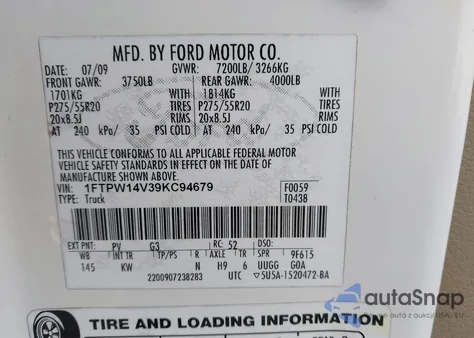 MFD. BY FORD MOTOR CO.
DATE: 07/09 GVWR: 7200LB/ 3266KG
FRONT GAWR: 3750LB REAR GAWR: 4000LB
1701KG WITH 1814KG WITH
P275/55R20 TIRES P275/55R20 TIRES
20x8.5J RIMS 20x8.5J RIMS
AT 240 kPa/ 35 PSI COLD AT 240 kPa/ 35 PSI COLD
THIS VEHICLE CONFORMS TO ALL APPLICABLE FEDERAL MOTOR
VEHICLE SAFETY STANDARDS IN EFFECT ON THE DATE OF
MANUFACTURE SHOWN ABOVE.
VIN: 1FTPW14V39KC94679 F0059
TYPE: Truck T0438
EXT PNT: PV G3 RC: 52 DSO:
WB INT TR TP/PS R AXLE TR SPR 9F615
145 KW N H9 6 UUGG G0A
2200907238283 UTC 5U5A-1520472-BA
TIRE AND LOADING INFORMATION
autoSnap